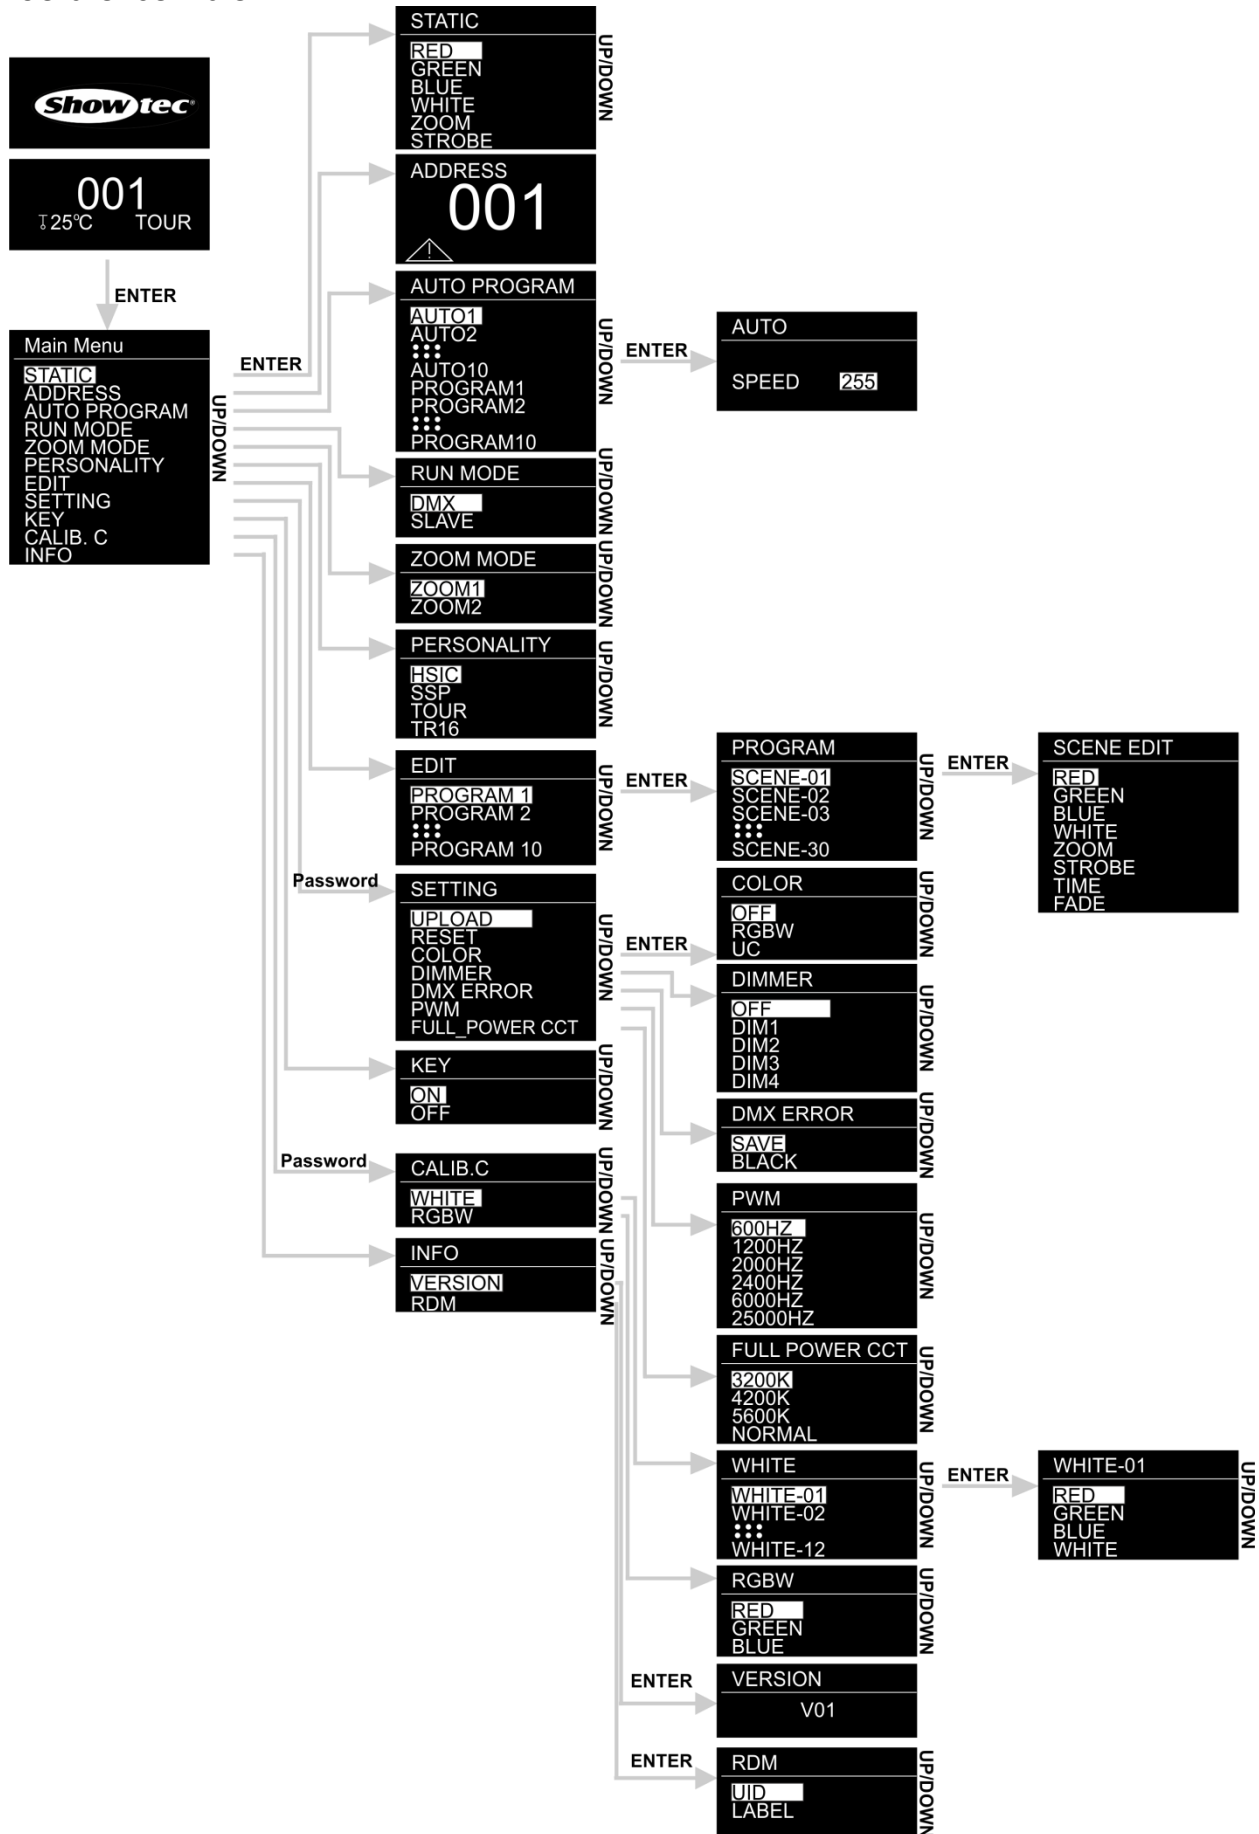 Showtec
001
25°C TOUR
ENTER
Main Menu
STATIC
ADDRESS
AUTO PROGRAM
RUN MODE
ZOOM MODE
PERSONALITY
EDIT
SETTING
KEY
CALIB. C
INFO
UP/DOWN
ENTER
STATIC
RED
GREEN
BLUE
WHITE
ZOOM
STROBE
UP/DOWN
ADDRESS
001
AUTO PROGRAM
AUTO1
AUTO2
AUTO10
PROGRAM1
PROGRAM2
PROGRAM10
UP/DOWN
ENTER
AUTO
SPEED 255
RUN MODE
DMX
SLAVE
UP/DOWN
ZOOM MODE
ZOOM1
ZOOM2
UP/DOWN
PERSONALITY
HSIC
SSP
TOUR
TR16
UP/DOWN
EDIT
PROGRAM 1
PROGRAM 2
PROGRAM 10
UP/DOWN
ENTER
PROGRAM
SCENE-01
SCENE-02
SCENE-03
SCENE-30
UP/DOWN
ENTER
SCENE EDIT
RED
GREEN
BLUE
WHITE
ZOOM
STROBE
TIME
FADE
Password
SETTING
UPLOAD
RESET
COLOR
DIMMER
DMX ERROR
PWM
FULL_POWER CCT
UP/DOWN
ENTER
COLOR
OFF
RGBW
UC
UP/DOWN
DIMMER
OFF
DIM1
DIM2
DIM3
DIM4
UP/DOWN
KEY
ON
OFF
UP/DOWN
DMX ERROR
SAVE
BLACK
UP/DOWN
Password
CALIB.C
WHITE
RGBW
UP/DOWN
PWM
600HZ
1200HZ
2000HZ
2400HZ
6000HZ
25000HZ
UP/DOWN
INFO
VERSION
RDM
UP/DOWN
FULL POWER CCT
3200K
4200K
5600K
NORMAL
UP/DOWN
WHITE
WHITE-01
WHITE-02
WHITE-12
UP/DOWN
ENTER
WHITE-01
RED
GREEN
BLUE
WHITE
UP/DOWN
RGBW
RED
GREEN
BLUE
UP/DOWN
ENTER
VERSION
V01
ENTER
RDM
UID
LABEL
UP/DOWN